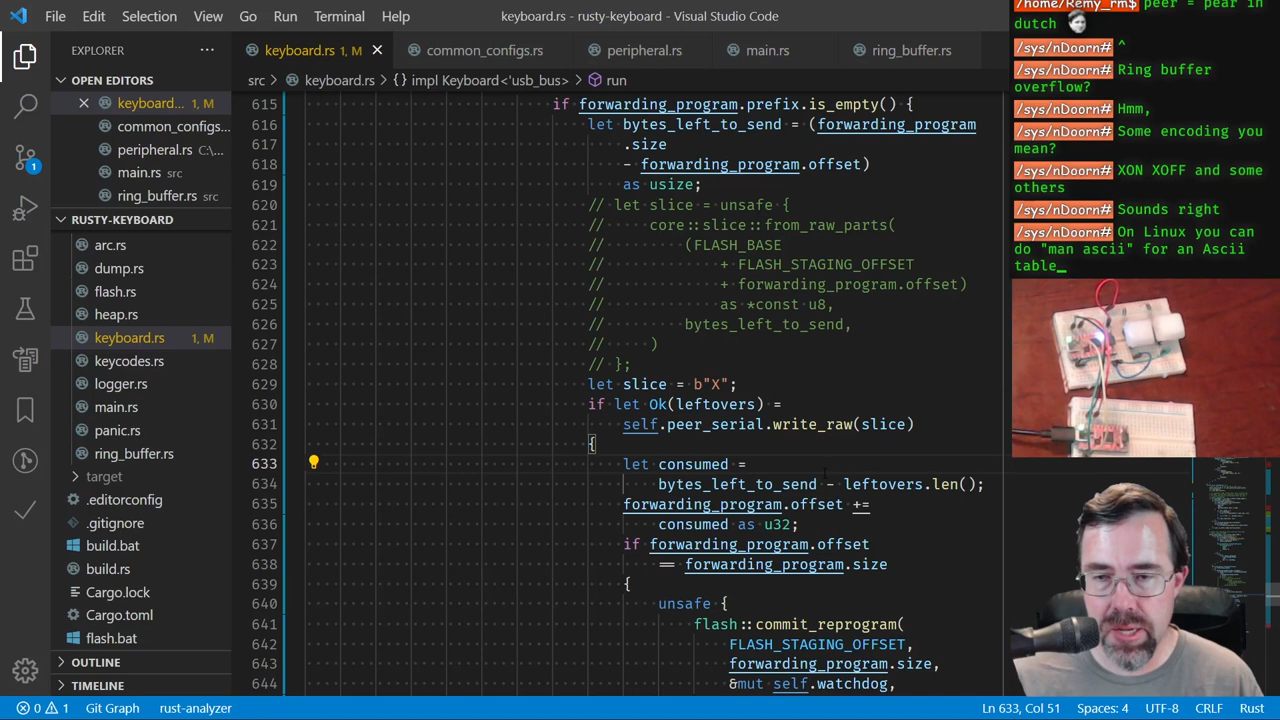 File Edit Selection View Go Run Terminal Help
keyboard.rs - rusty-keyboard - Visual Studio Code
EXPLORER
OPEN EDITORS
keyboard... 1, M
common_configs...
peripheral.rs C:\...
main.rs src
ring_buffer.rs src
RUSTY-KEYBOARD
arc.rs
dump.rs
flash.rs
heap.rs
keyboard.rs 1, M
keycodes.rs
logger.rs
main.rs
panic.rs
ring_buffer.rs
target
.editorconfig
.gitignore
build.bat
build.rs
Cargo.lock
Cargo.toml
flash.bat
OUTLINE
TIMELINE
1
keyboard.rs 1, M common_configs.rs peripheral.rs main.rs ring_buffer.rs
src > keyboard.rs > {} impl Keyboard<'usb_bus> > run
615 if forwarding_program.prefix.is_empty() {
616 let bytes_left_to_send = (forwarding_program
617 .size
618 - forwarding_program.offset)
619 as usize;
620 // let slice = unsafe {
621 // core::slice::from_raw_parts(
622 // (FLASH_BASE
623 // + FLASH_STAGING_OFFSET
624 // + forwarding_program.offset)
625 // as *const u8,
626 // bytes_left_to_send,
627 // )
628 // };
629 let slice = b"X";
630 if let Ok(leftovers) =
631 self.peer_serial.write_raw(slice)
632 {
633 let consumed =
634 bytes_left_to_send - leftovers.len();
635 forwarding_program.offset +=
636 consumed as u32;
637 if forwarding_program.offset
638 == forwarding_program.size
639 {
640 unsafe {
641 flash::commit_reprogram(
642 FLASH_STAGING_OFFSET,
643 forwarding_program.size,
644 &mut self.watchdog,
/home/Remy_rm$ peer = pear in
dutch
/sys/nDoorn# ^
/sys/nDoorn# Ring buffer
overflow?
/sys/nDoorn# Hmm,
/sys/nDoorn# Some encoding you
mean?
/sys/nDoorn# XON XOFF and some
others
/sys/nDoorn# Sounds right
/sys/nDoorn# On Linux you can
do "man ascii" for an Ascii
table_
0 1 Git Graph rust-analyzer
Ln 633, Col 51 Spaces: 4 UTF-8 CRLF Rust